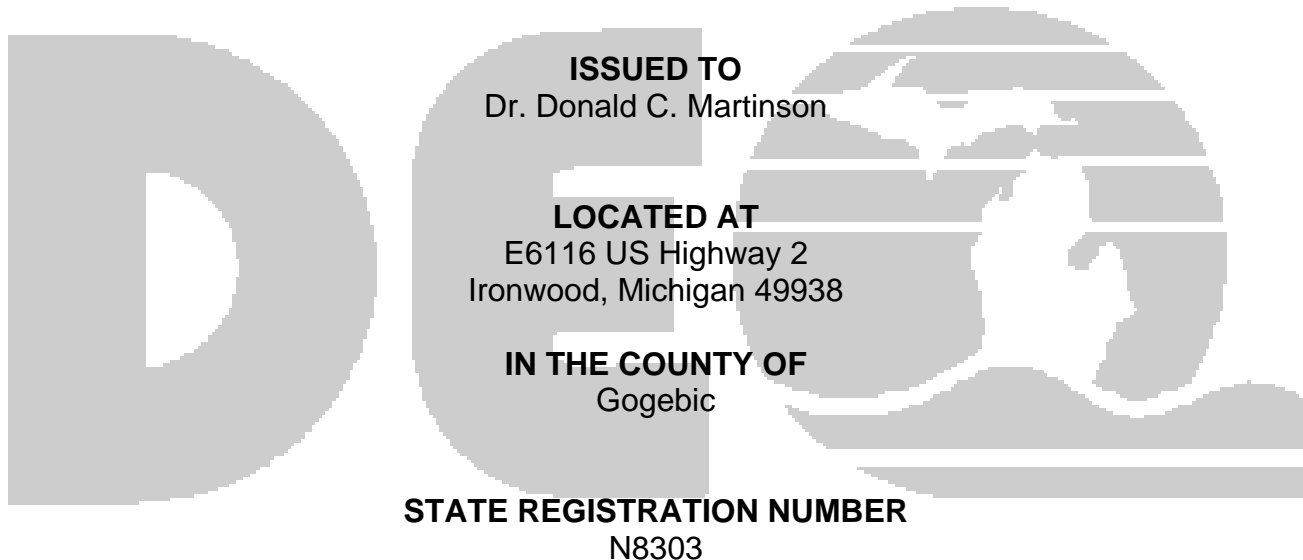 DEQ
ISSUED TO
Dr. Donald C. Martinson
LOCATED AT
E6116 US Highway 2
Ironwood, Michigan 49938
IN THE COUNTY OF
Gogebic
STATE REGISTRATION NUMBER
N8303